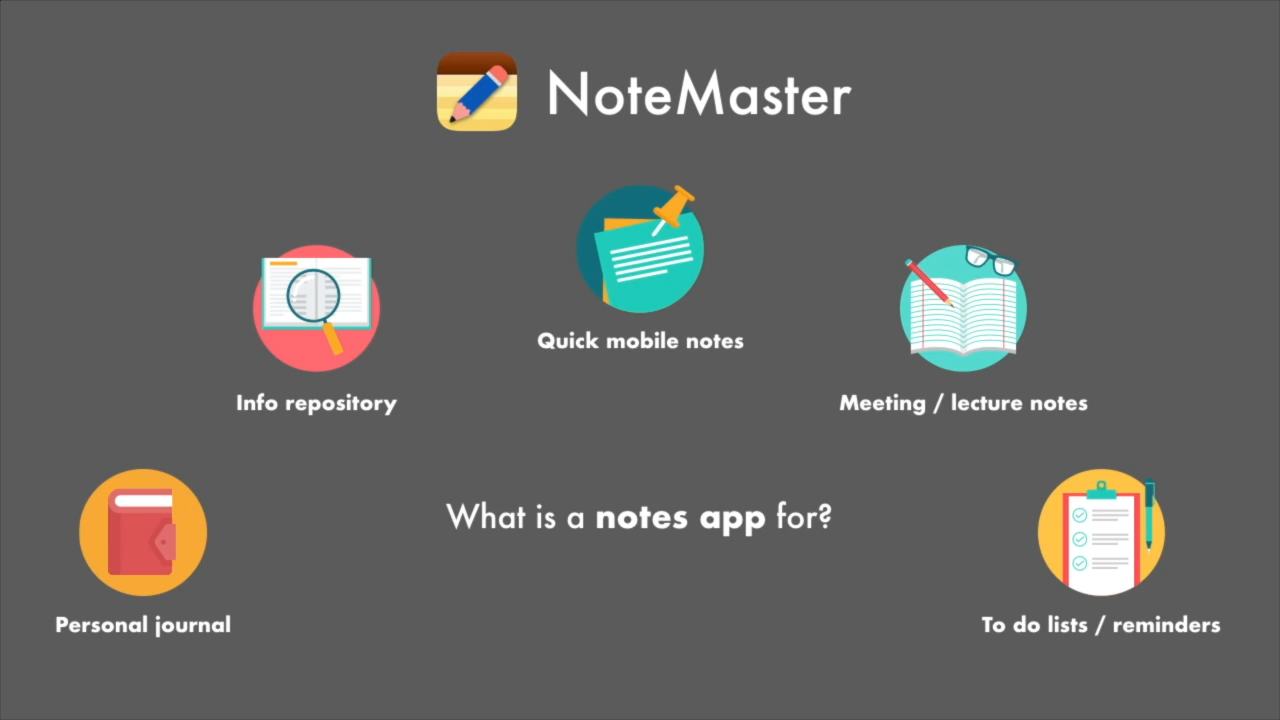 NoteMaster
Quick mobile notes
Info repository
Meeting / lecture notes
What is a notes app for?
Personal journal
To do lists / reminders